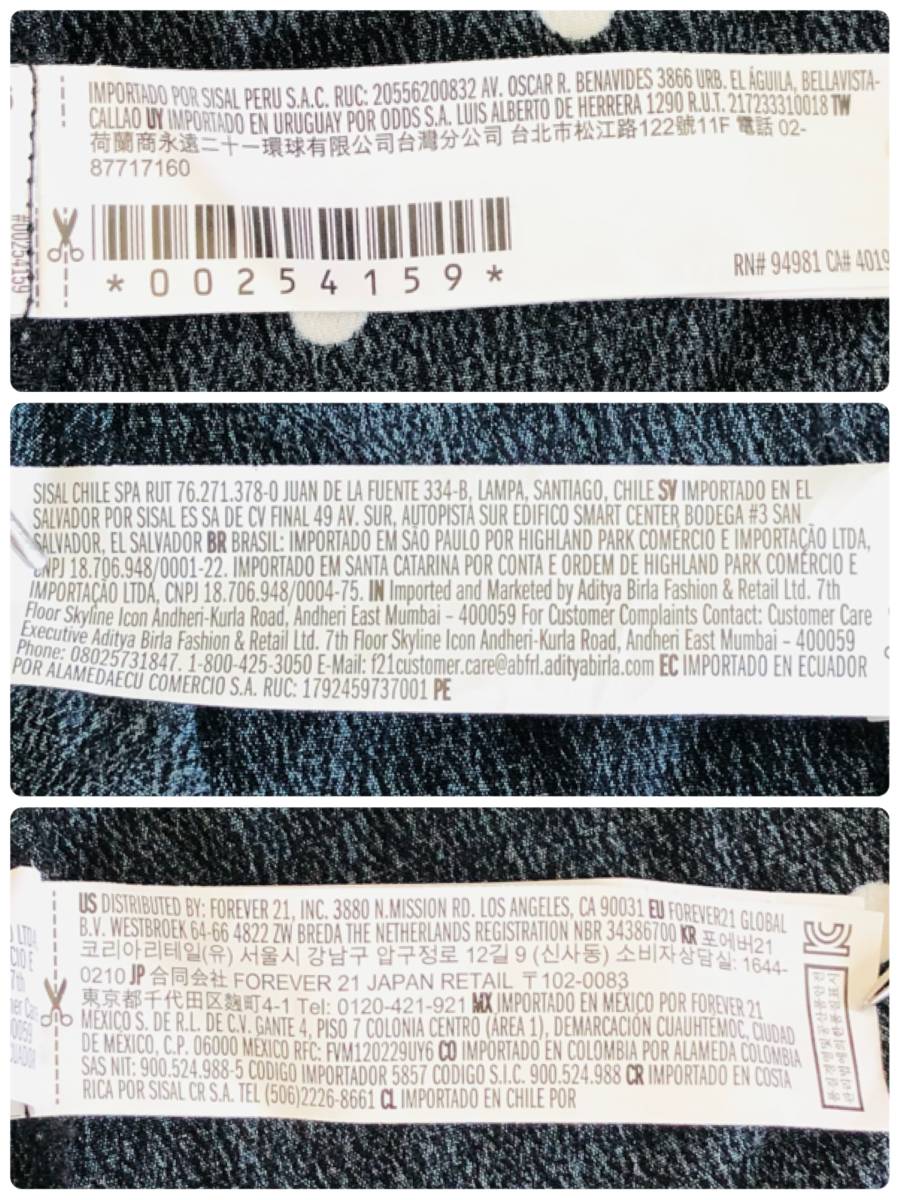 IMPORTADO POR SISAL PERU S.A.C. RUC: 20556200832 AV. OSCAR R. BENAVIDES 3866 URB. EL ÁGUILA, BELLAVISTA-
CALLAO UY IMPORTADO EN URUGUAY POR ODDS S.A. LUIS ALBERTO DE HERRERA 1290 R.U.T. 217233310018 TW
荷蘭商永遠二十一環球有限公司台灣分公司 台北市松江路122號11F 電話 02-
87717160
#00254159
*00254159*
RN# 94981 CA# 4019
SISAL CHILE SPA RUT 76.271.378-0 JUAN DE LA FUENTE 334-B, LAMPA, SANTIAGO, CHILE SV IMPORTADO EN EL
SALVADOR POR SISAL ES SA DE CV FINAL 49 AV. SUR, AUTOPISTA SUR EDIFICO SMART CENTER BODEGA #3 SAN
SALVADOR, EL SALVADOR BR BRASIL: IMPORTADO EM SÃO PAULO POR HIGHLAND PARK COMÉRCIO E IMPORTAÇÃO LTDA,
CNPJ 18.706.948/0001-22. IMPORTADO EM SANTA CATARINA POR CONTA E ORDEM DE HIGHLAND PARK COMÉRCIO E
IMPORTAÇÃO LTDA, CNPJ 18.706.948/0004-75. IN Imported and Marketed by Aditya Birla Fashion & Retail Ltd. 7th
Floor Skyline Icon Andheri-Kurla Road, Andheri East Mumbai – 400059 For Customer Complaints Contact: Customer Care
Executive Aditya Birla Fashion & Retail Ltd. 7th Floor Skyline Icon Andheri-Kurla Road, Andheri East Mumbai – 400059
Phone: 08025731847. 1-800-425-3050 E-Mail: f21customer.care@abfrl.adityabirla.com EC IMPORTADO EN ECUADOR
POR ALAMEDAECU COMERCIO S.A. RUC: 1792459737001 PE
US DISTRIBUTED BY: FOREVER 21, INC. 3880 N.MISSION RD. LOS ANGELES, CA 90031 EU FOREVER21 GLOBAL
B.V. WESTBROEK 64-66 4822 ZW BREDA THE NETHERLANDS REGISTRATION NBR 34386700 KR 포에버21
코리아리테일(유) 서울시 강남구 압구정로 12길 9 (신사동) 소비자상담실: 1644-
0210 JP 合同会社 FOREVER 21 JAPAN RETAIL 〒102-0083
東京都千代田区麹町4-1 Tel: 0120-421-921 MX IMPORTADO EN MEXICO POR FOREVER 21
MEXICO S. DE R.L. DE C.V. GANTE 4, PISO 7 COLONIA CENTRO (ÁREA 1), DEMARCACIÓN CUAUHTEMOC, CIUDAD
DE MÉXICO, C.P. 06000 MEXICO RFC: FVM120229UY6 CO IMPORTADO EN COLOMBIA POR ALAMEDA COLOMBIA
SAS NIT: 900.524.988-5 CODIGO IMPORTADOR 5857 CODIGO S.I.C. 900.524.988 CR IMPORTADO EN COSTA
RICA POR SISAL CR S.A. TEL (506)2226-8661 CL IMPORTADO EN CHILE POR